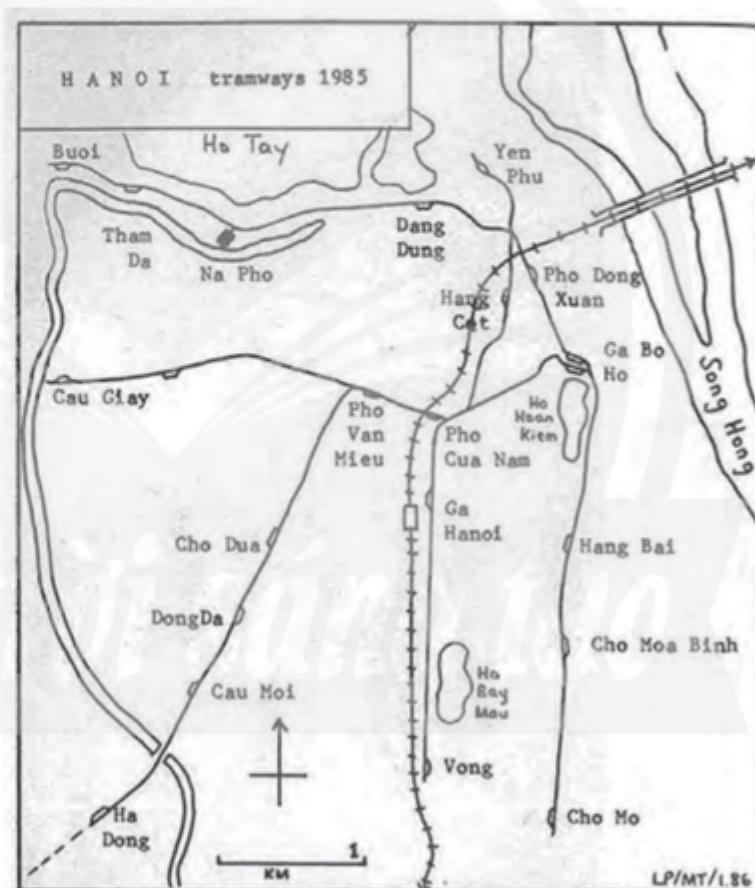 HANOI tramways 1985
Ho Tay
Buoi
Yen
Phu
Tham
Da
Na Pho
Dang
Dung
Pho Dong
Xuan
Hang
Cot
Ga Bo
Ho
Cau Giay
Pho
Van
Mieu
Pho
Cua Nam
Ho
Hoan
Kiem
Song Hong
Ga
Hanoi
Cho Dua
Hang Bai
DongDa
Cho Moa Binh
Cau Moi
Ho
Bay
Mau
Vong
Ha
Dong
Cho Mo
1
KM
LP/MT/1.86